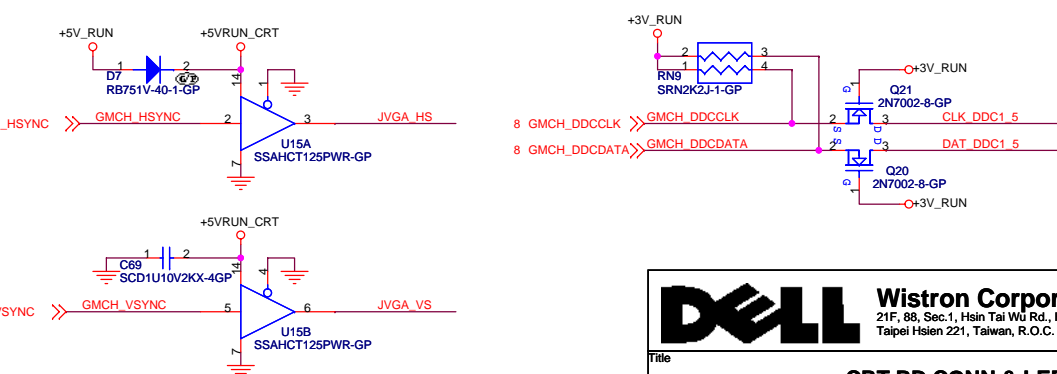 +5V_RUN
+5VRUN_CRT
1
2
D7
G P
RB751V-40-1-GP
14
1
_HSYNC
GMCH_HSYNC
2
3
JVGA_HS
U15A
SSAHCT125PWR-GP
7
+5VRUN_CRT
1
2
C69
SCD1U10V2KX-4GP
14
4
VSYNC
GMCH_VSYNC
5
6
JVGA_VS
U15B
SSAHCT125PWR-GP
7
+3V_RUN
2
3
1
4
RN9
SRN2K2J-1-GP
+3V_RUN
1
G
Q21
2N7002-8-GP
8 GMCH_DDCCLK
GMCH_DDCCLK
2
3
CLK_DDC1_5
S
D
8 GMCH_DDCDATA
GMCH_DDCDATA
S
D
2
3
DAT_DDC1_5
Q20
2N7002-8-GP
G
1
+3V_RUN
DELL
Wistron Corpor
21F, 88, Sec.1, Hsin Tai Wu Rd.,
Taipei Hsien 221, Taiwan, R.O.C.
Title